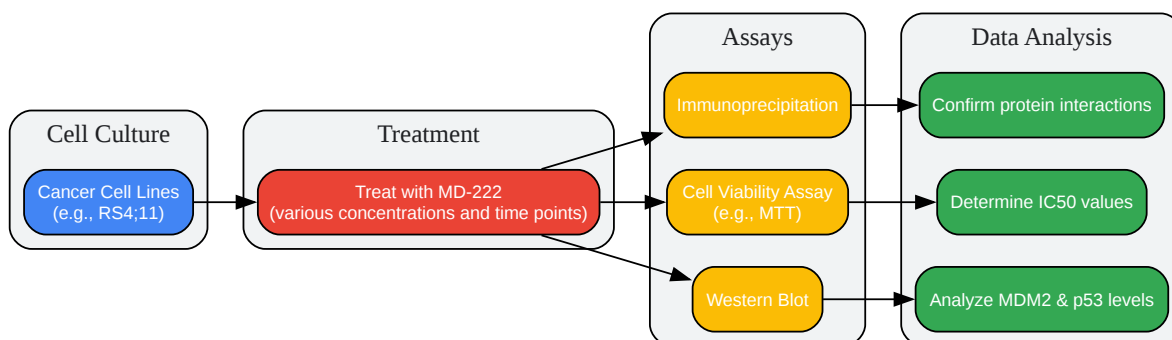 Cell Culture
Cancer Cell Lines
(e.g., RS4;11)
Treatment
Treat with MD-222
(various concentrations and time points)
Assays
Immunoprecipitation
Cell Viability Assay
(e.g., MTT)
Western Blot
Data Analysis
Confirm protein interactions
Determine IC50 values
Analyze MDM2 & p53 levels